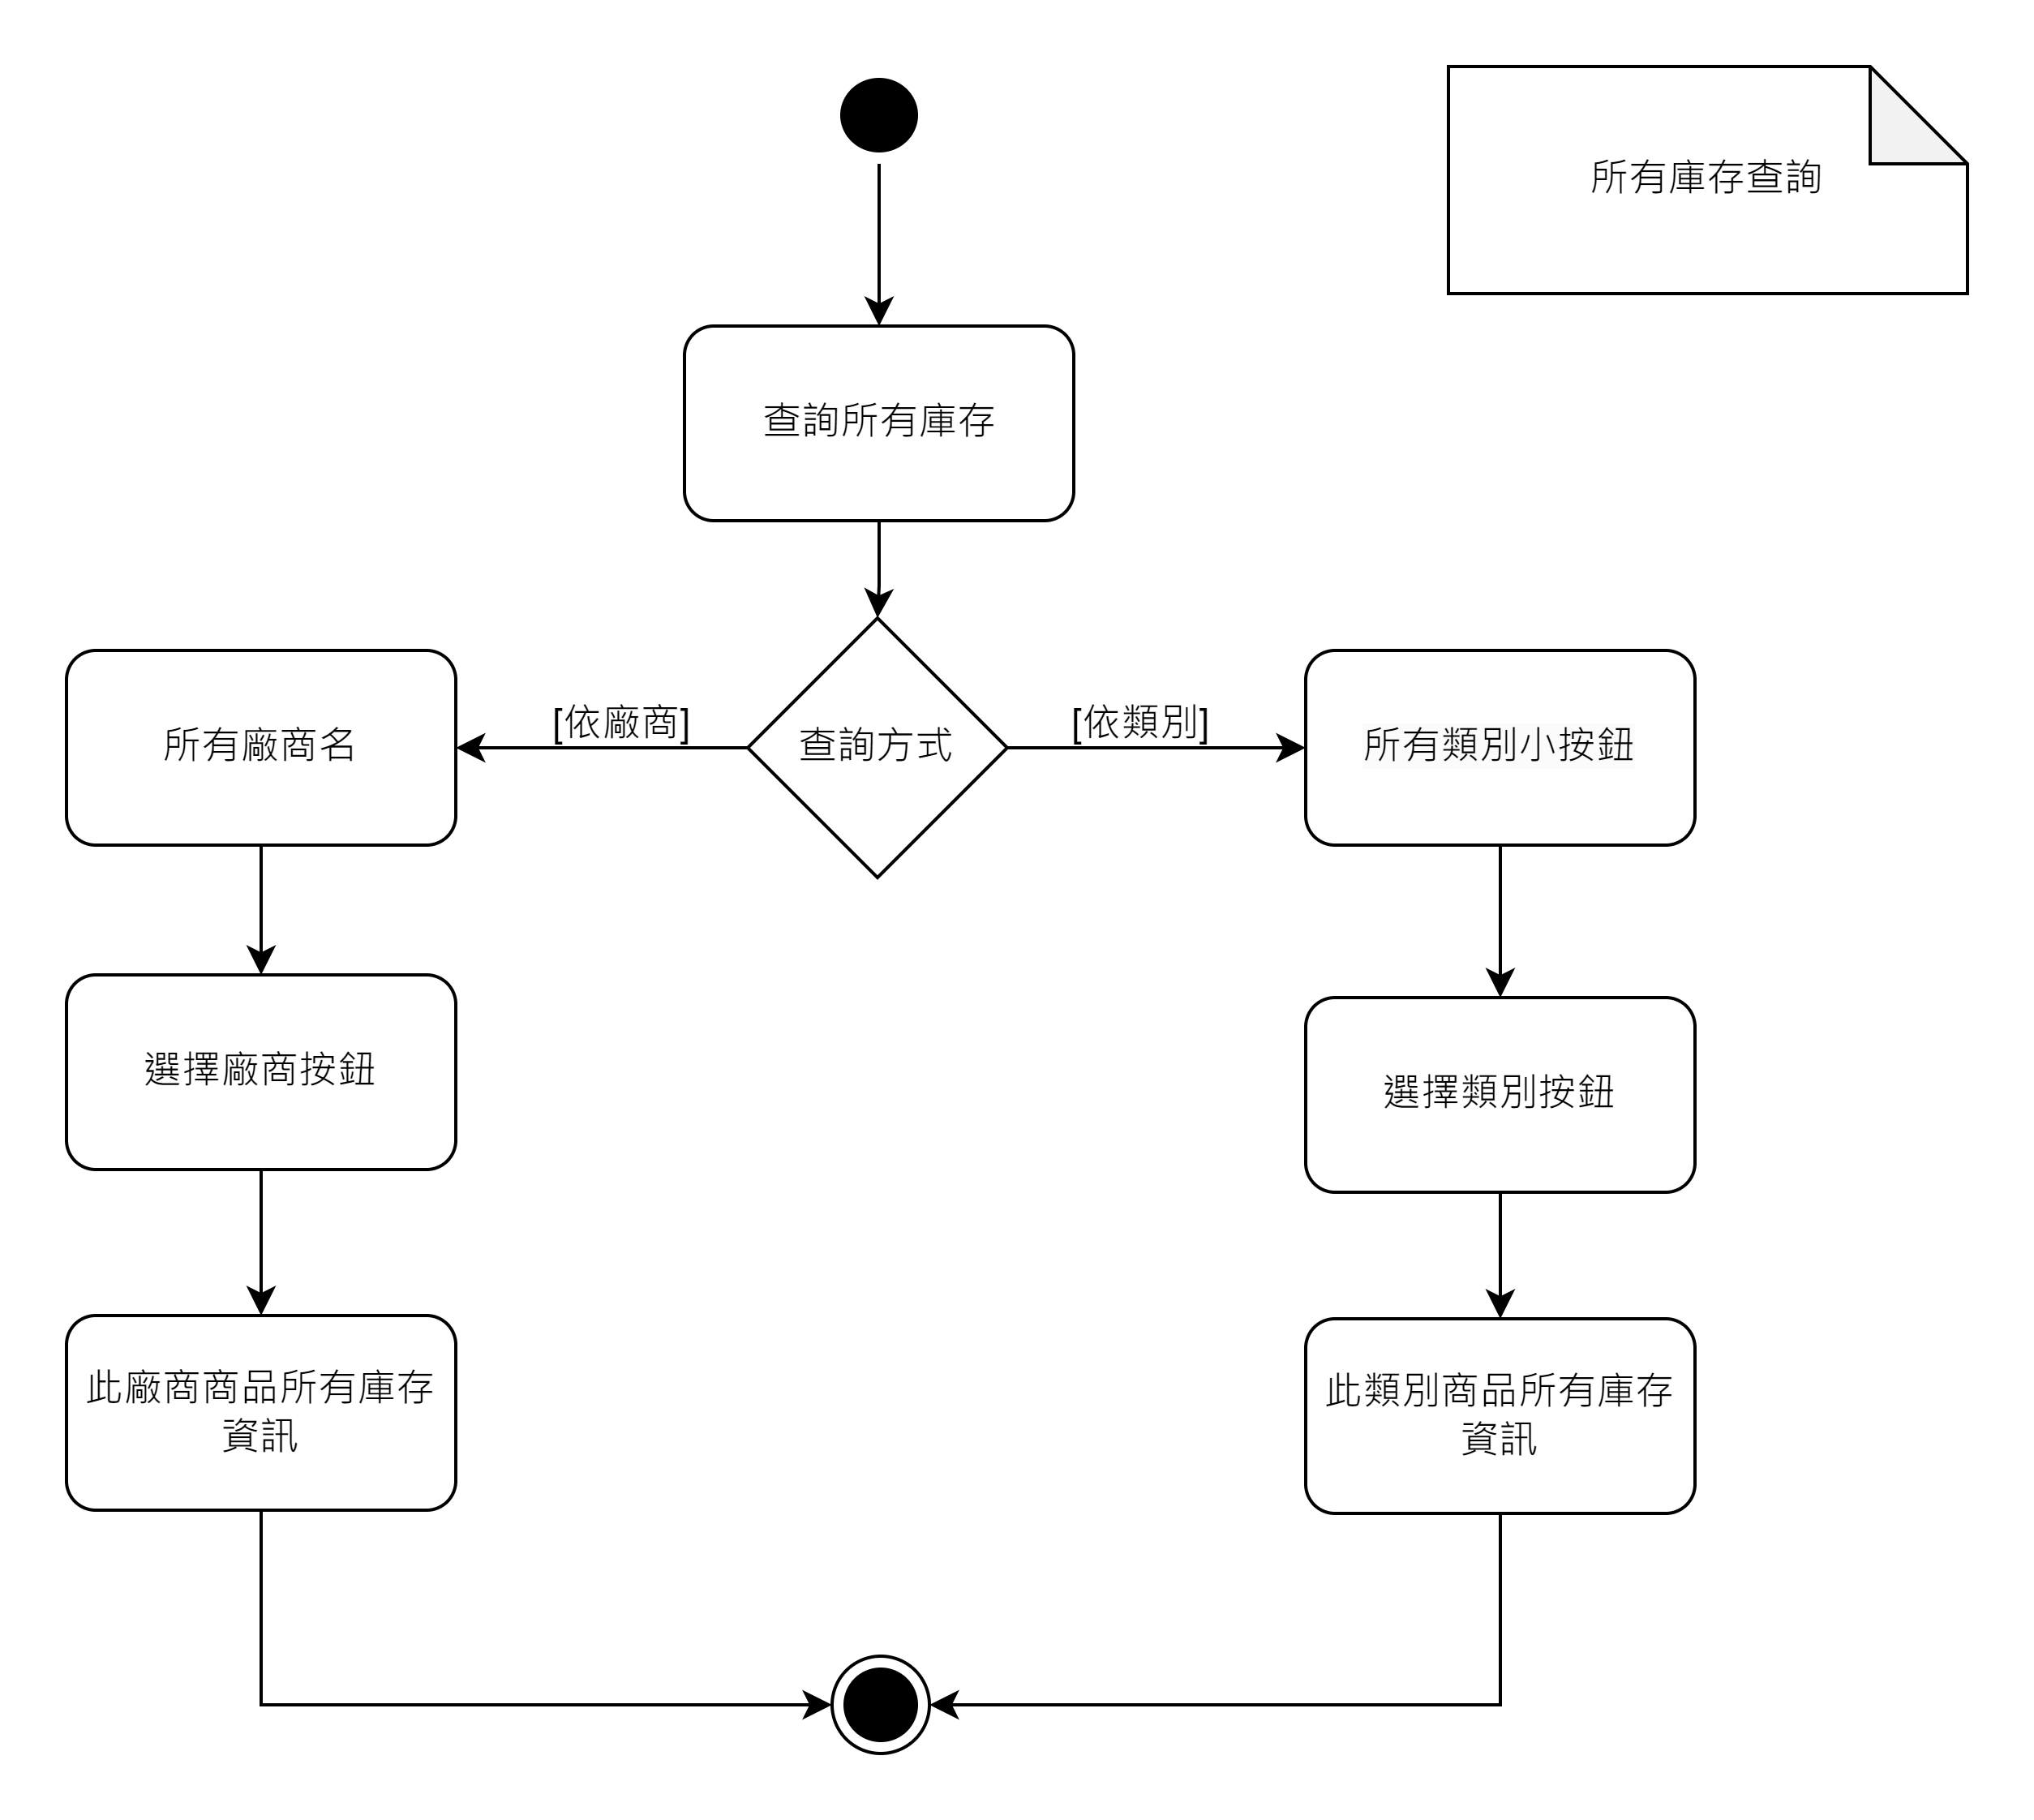 所有庫存查詢
查詢所有庫存
[依廠商]
查詢方式
[依類別]
所有廠商名
所有類別小按鈕
選擇廠商按鈕
選擇類別按鈕
此廠商商品所有庫存
資訊
此類別商品所有庫存
資訊